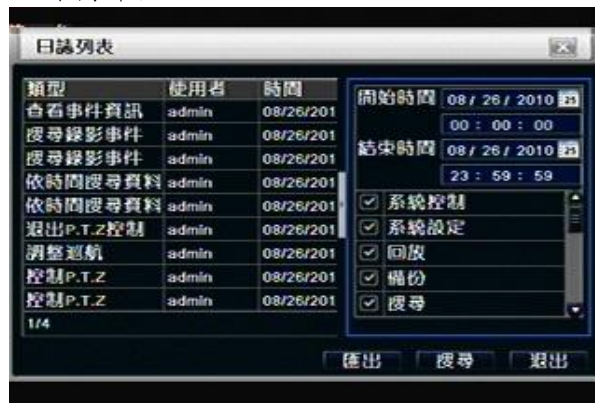 日誌列表
類型 使用者 時間
查看事件資訊 admin 08/26/201
搜尋錄影事件 admin 08/26/201
搜尋錄影事件 admin 08/26/201
依時間搜尋資料 admin 08/26/201
依時間搜尋資料 admin 08/26/201
退出P.T.Z控制 admin 08/26/201
調整巡航 admin 08/26/201
控制P.T.Z admin 08/26/201
控制P.T.Z admin 08/26/201
1/4
開始時間 08 / 26 / 2010 25
00 : 00 : 00
結束時間 08 / 26 / 2010 25
23 : 59 : 59
系統控制
系統設定
回放
備份
搜尋
匯出 搜尋 退出